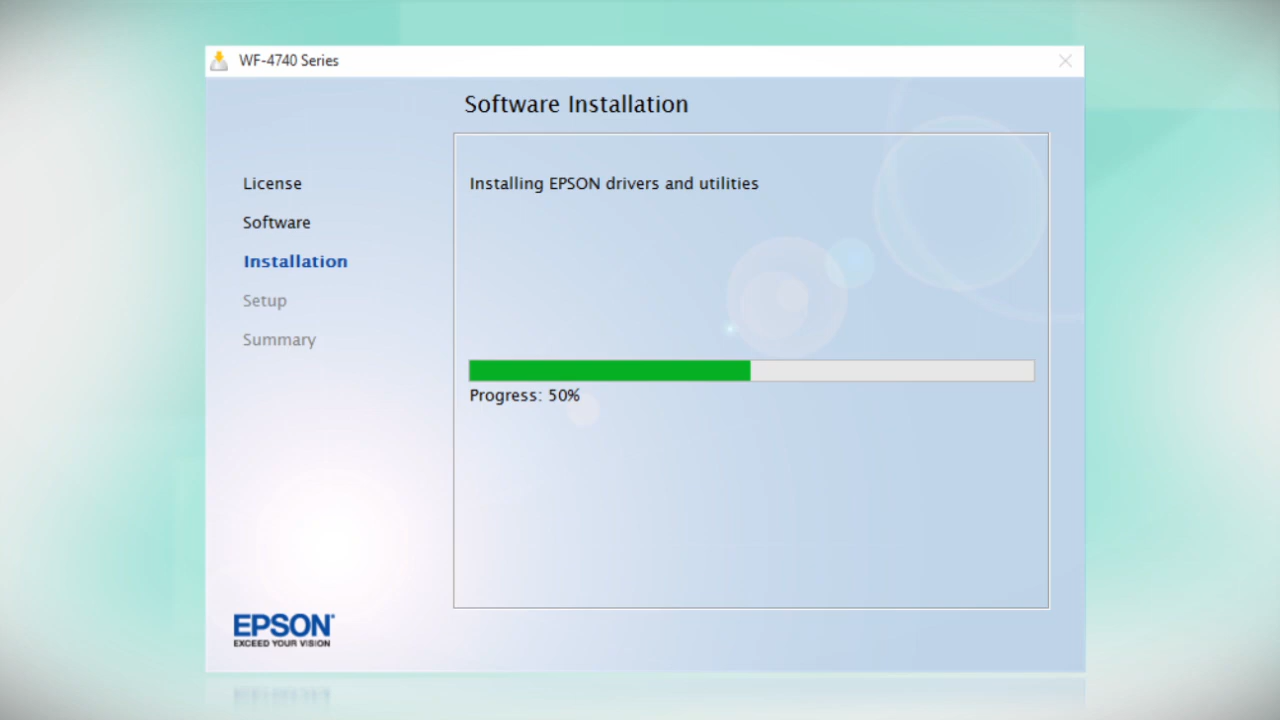 WF-4740 Series
Software Installation
License
Software
Installation
Setup
Summary
Installing EPSON drivers and utilities
Progress: 50%
EPSON
EXCEED YOUR VISION